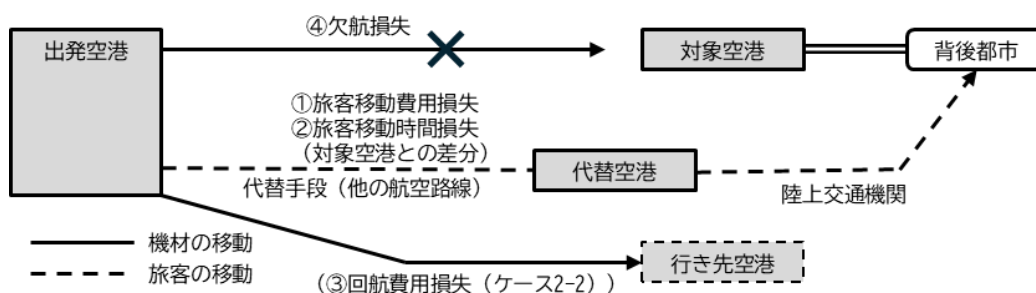 ④欠航損失
出発空港
対象空港
背後都市
①旅客移動費用損失
②旅客移動時間損失
（対象空港との差分）
代替空港
代替手段（他の航空路線）
陸上交通機関
機材の移動
旅客の移動
行き先空港
（③回航費用損失（ケース2-2））